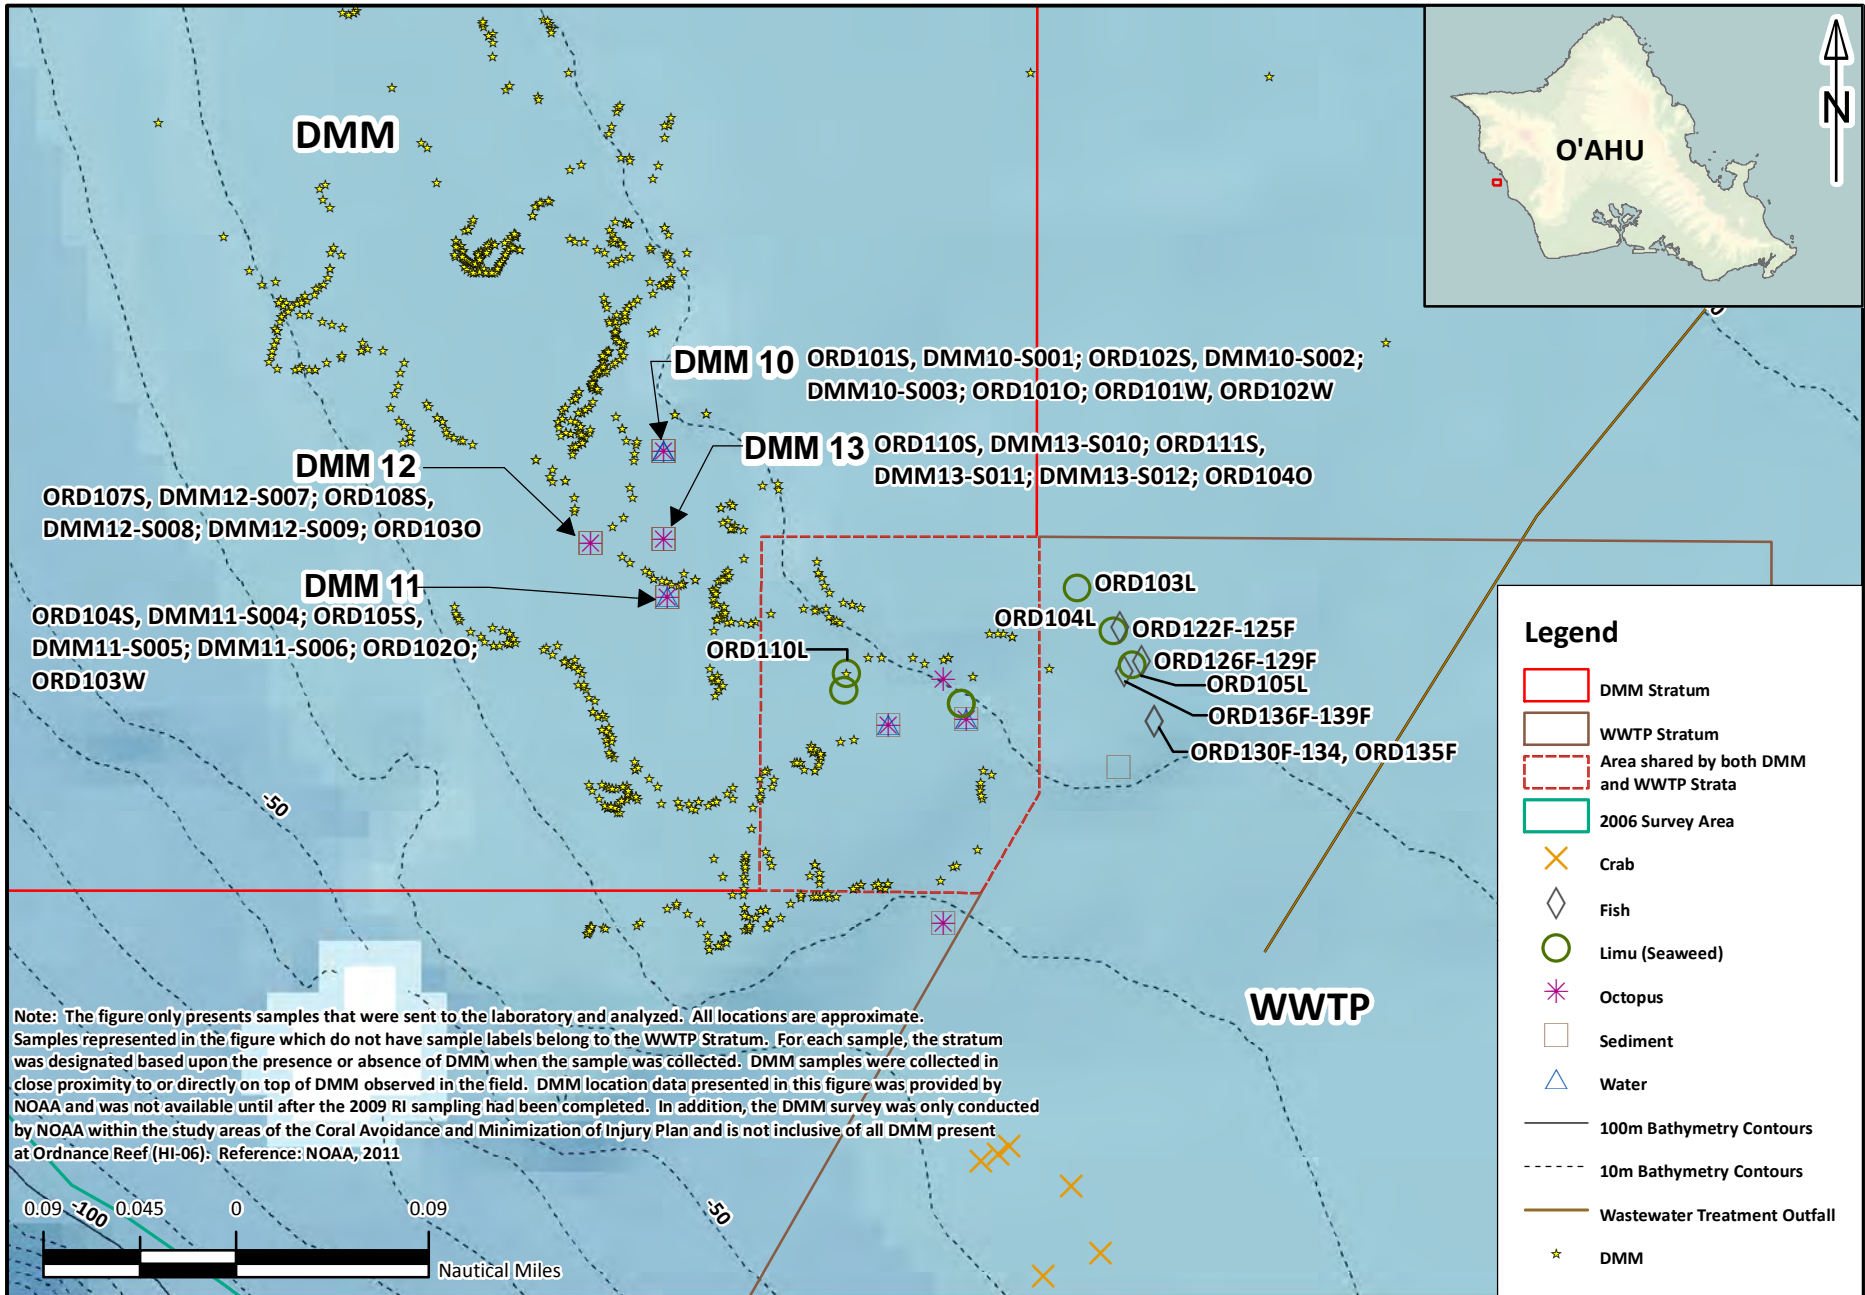 DMM
O'AHU
N
0
DMM 10
ORD101S, DMM10-S001; ORD102S, DMM10-S002;
DMM10-S003; ORD101O; ORD101W, ORD102W
DMM 13
ORD110S, DMM13-S010; ORD111S,
DMM13-S011; DMM13-S012; ORD104O
DMM 12
ORD107S, DMM12-S007; ORD108S,
DMM12-S008; DMM12-S009; ORD103O
DMM 11
ORD104S, DMM11-S004; ORD105S,
DMM11-S005; DMM11-S006; ORD102O;
ORD103W
ORD110L
ORD103L
ORD104L
ORD122F-125F
ORD126F-129F
ORD105L
ORD136F-139F
ORD130F-134, ORD135F
-50
WWTP
Note: The figure only presents samples that were sent to the laboratory and analyzed. All locations are approximate.
Samples represented in the figure which do not have sample labels belong to the WWTP Stratum. For each sample, the stratum
was designated based upon the presence or absence of DMM when the sample was collected. DMM samples were collected in
close proximity to or directly on top of DMM observed in the field. DMM location data presented in this figure was provided by
NOAA and was not available until after the 2009 RI sampling had been completed. In addition, the DMM survey was only conducted
by NOAA within the study areas of the Coral Avoidance and Minimization of Injury Plan and is not inclusive of all DMM present
at Ordnance Reef (HI-06). Reference: NOAA, 2011
0.09 0.045 0 0.09
-100
-50
Nautical Miles
Legend
DMM Stratum
WWTP Stratum
Area shared by both DMM
and WWTP Strata
2006 Survey Area
Crab
Fish
Limu (Seaweed)
Octopus
Sediment
Water
100m Bathymetry Contours
10m Bathymetry Contours
Wastewater Treatment Outfall
DMM